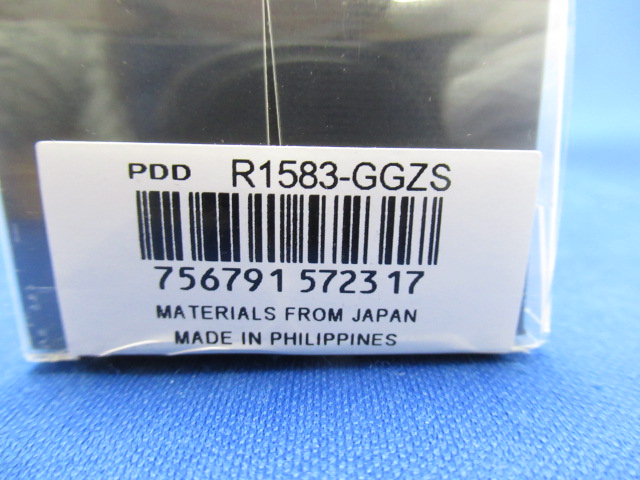 PDD R1583-GGZS
756791 572317
MATERIALS FROM JAPAN
MADE IN PHILIPPINES